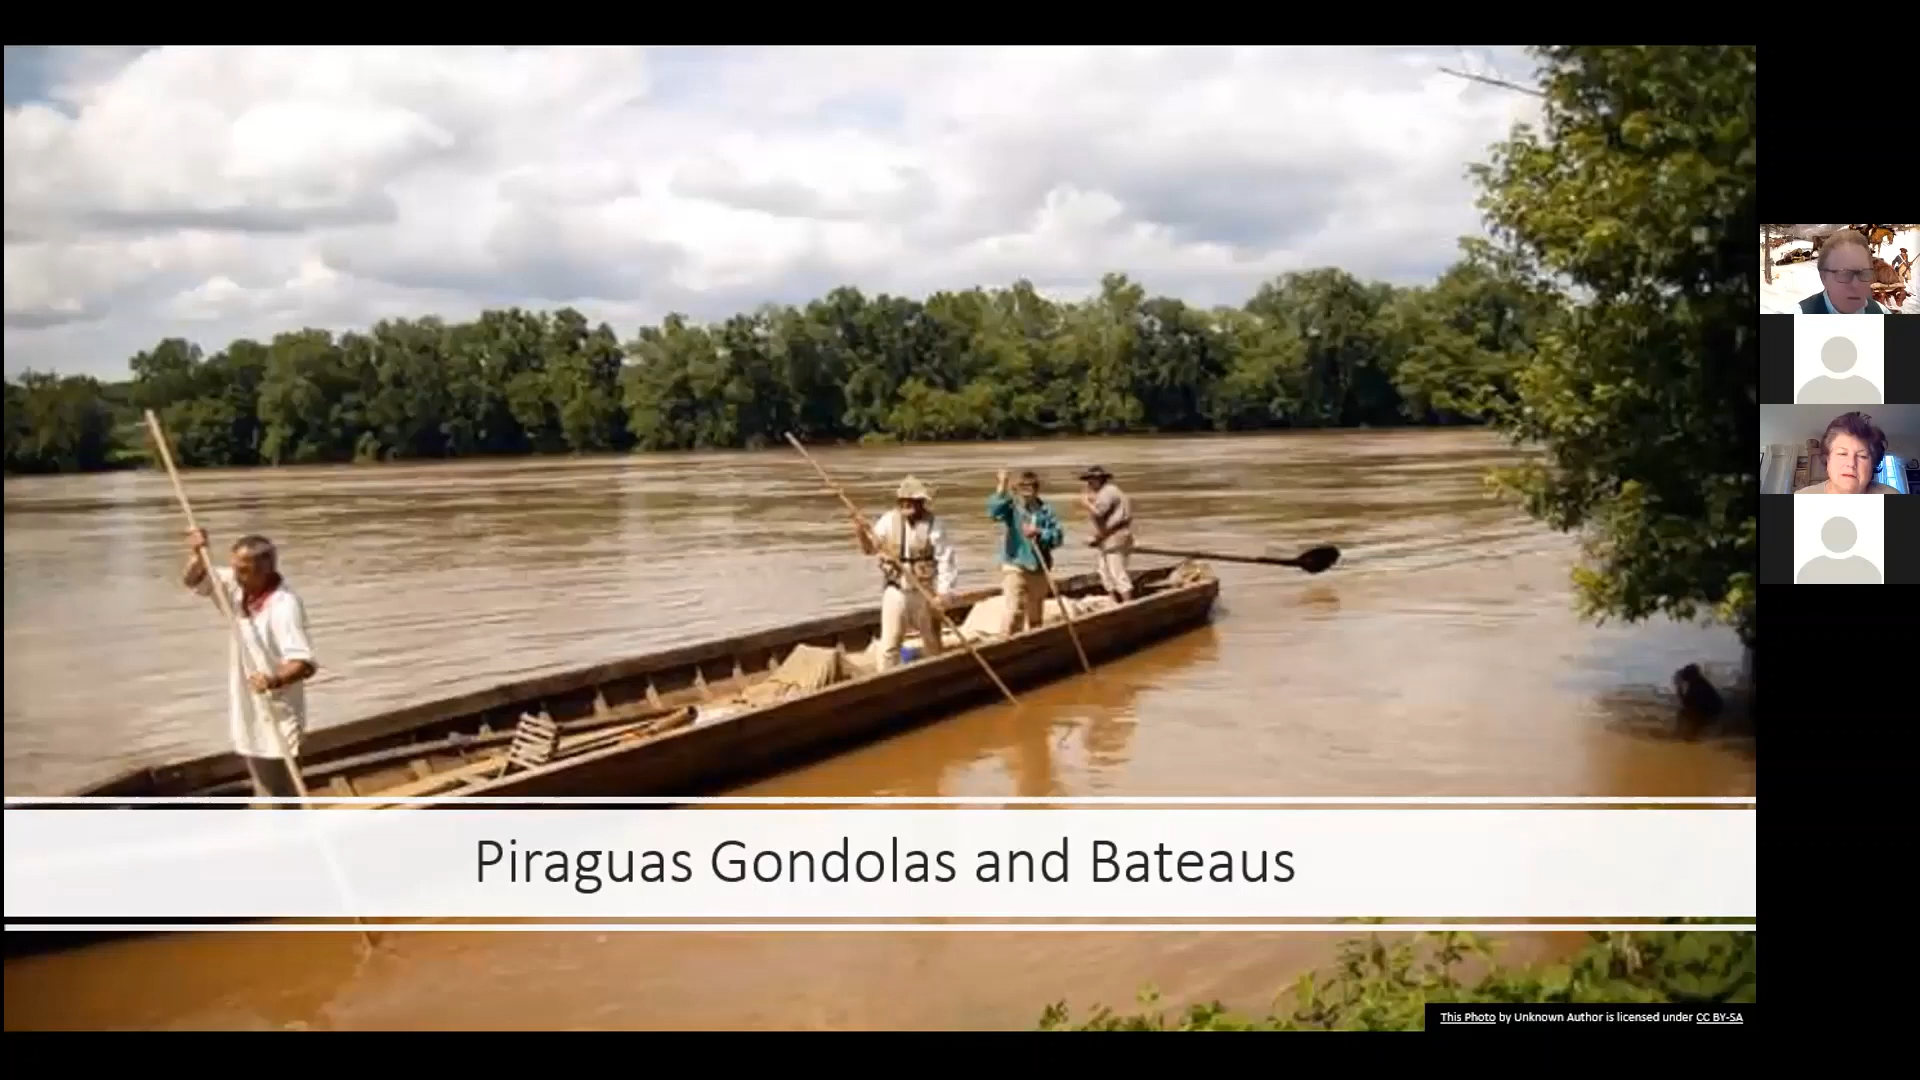 Piraguas Gondolas and Bateaus
This Photo by Unknown Author is licensed under CC BY-SA